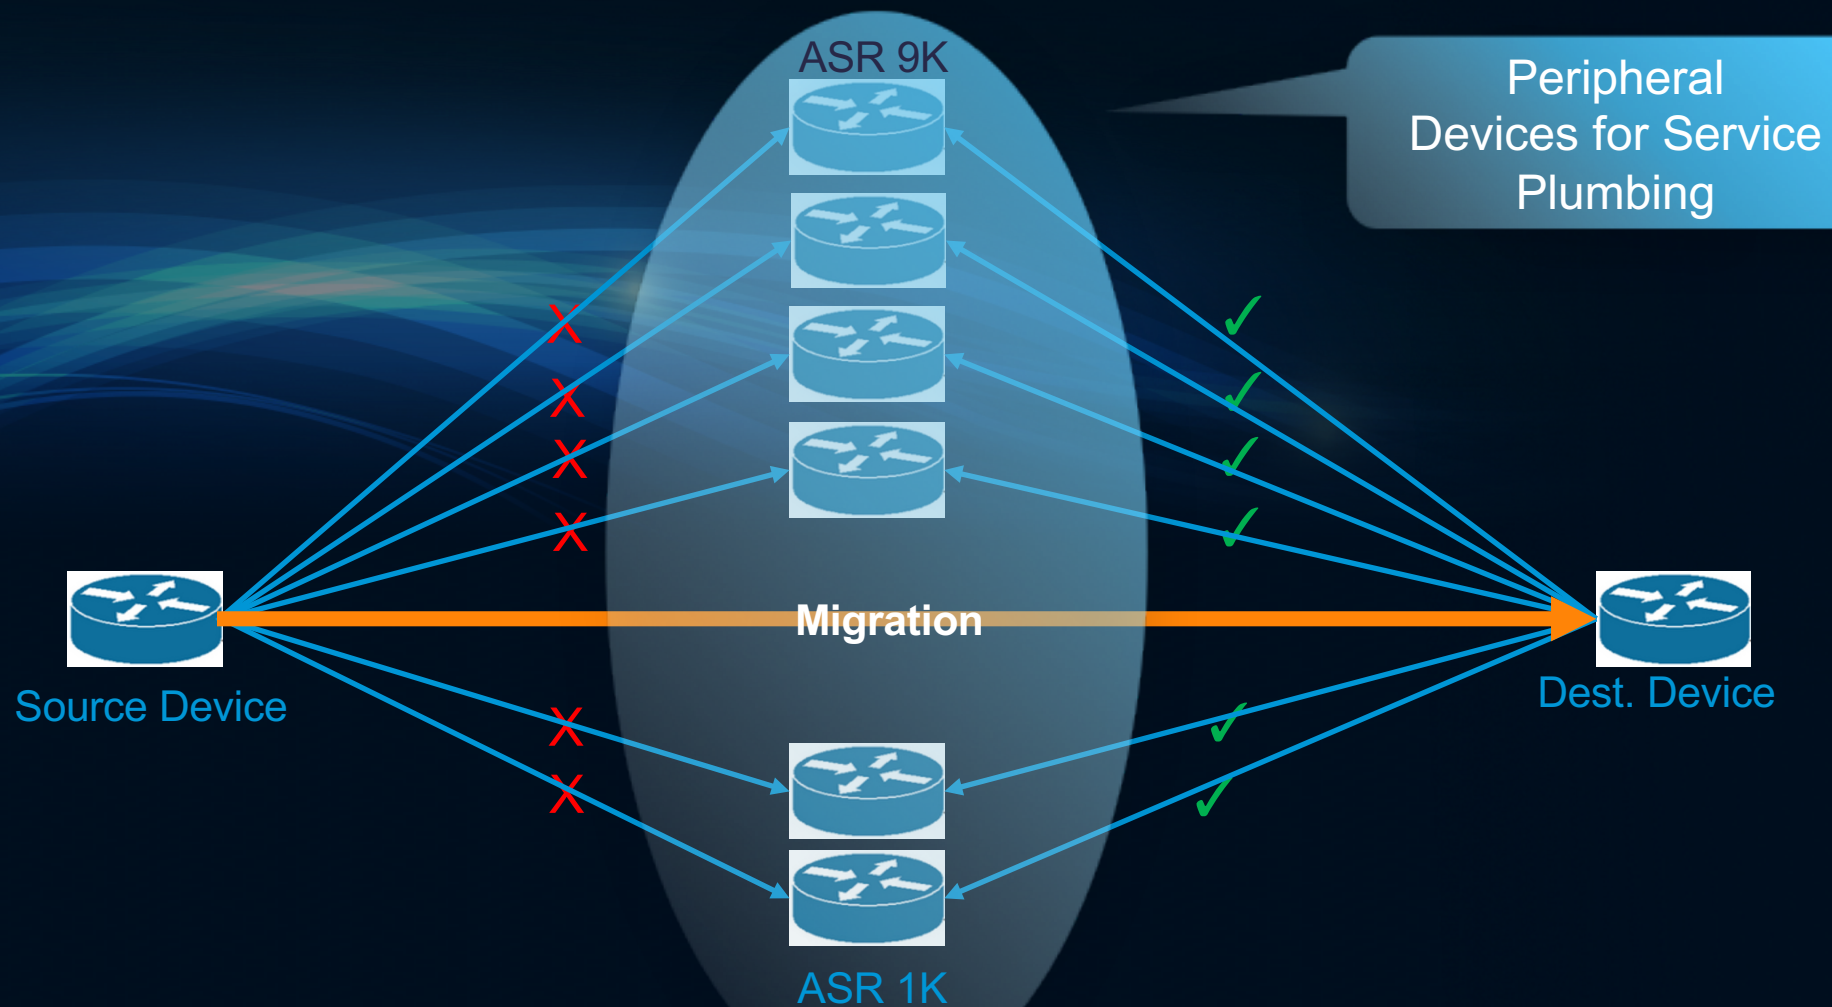 ASR 9K
Peripheral
Devices for Service
Plumbing
X
✓
X
✓
X
✓
X
✓
Migration
Source Device
Dest. Device
X
✓
X
✓
ASR 1K